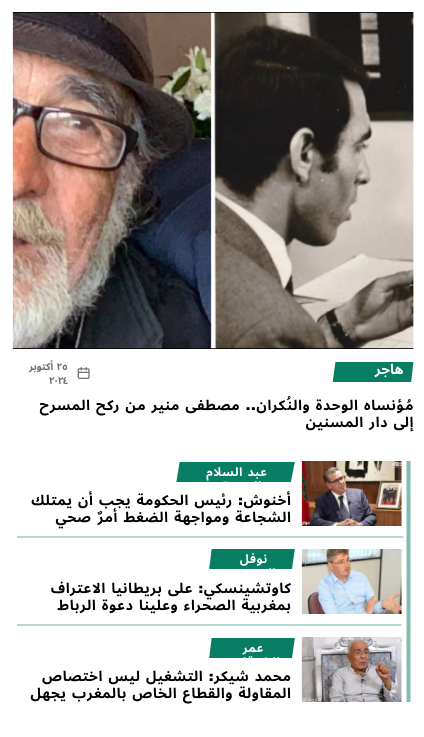 هاجر
٢٥ أكتوبر
٢٠٢٤
مُؤنساه الوحدة والنُكران.. مصطفى منير من ركح المسرح
إلى دار المسنين
عبد السلام
أخنوش: رئيس الحكومة يجب أن يمتلك
الشجاعة ومواجهة الضغط أمرٌ صحي
نوفل
كاوتشينسكي: على بريطانيا الاعتراف
بمغربية الصحراء وعلينا دعوة الرباط
عمر
محمد شيكر: التشغيل ليس اختصاص
المقاولة والقطاع الخاص بالمغرب يجهل